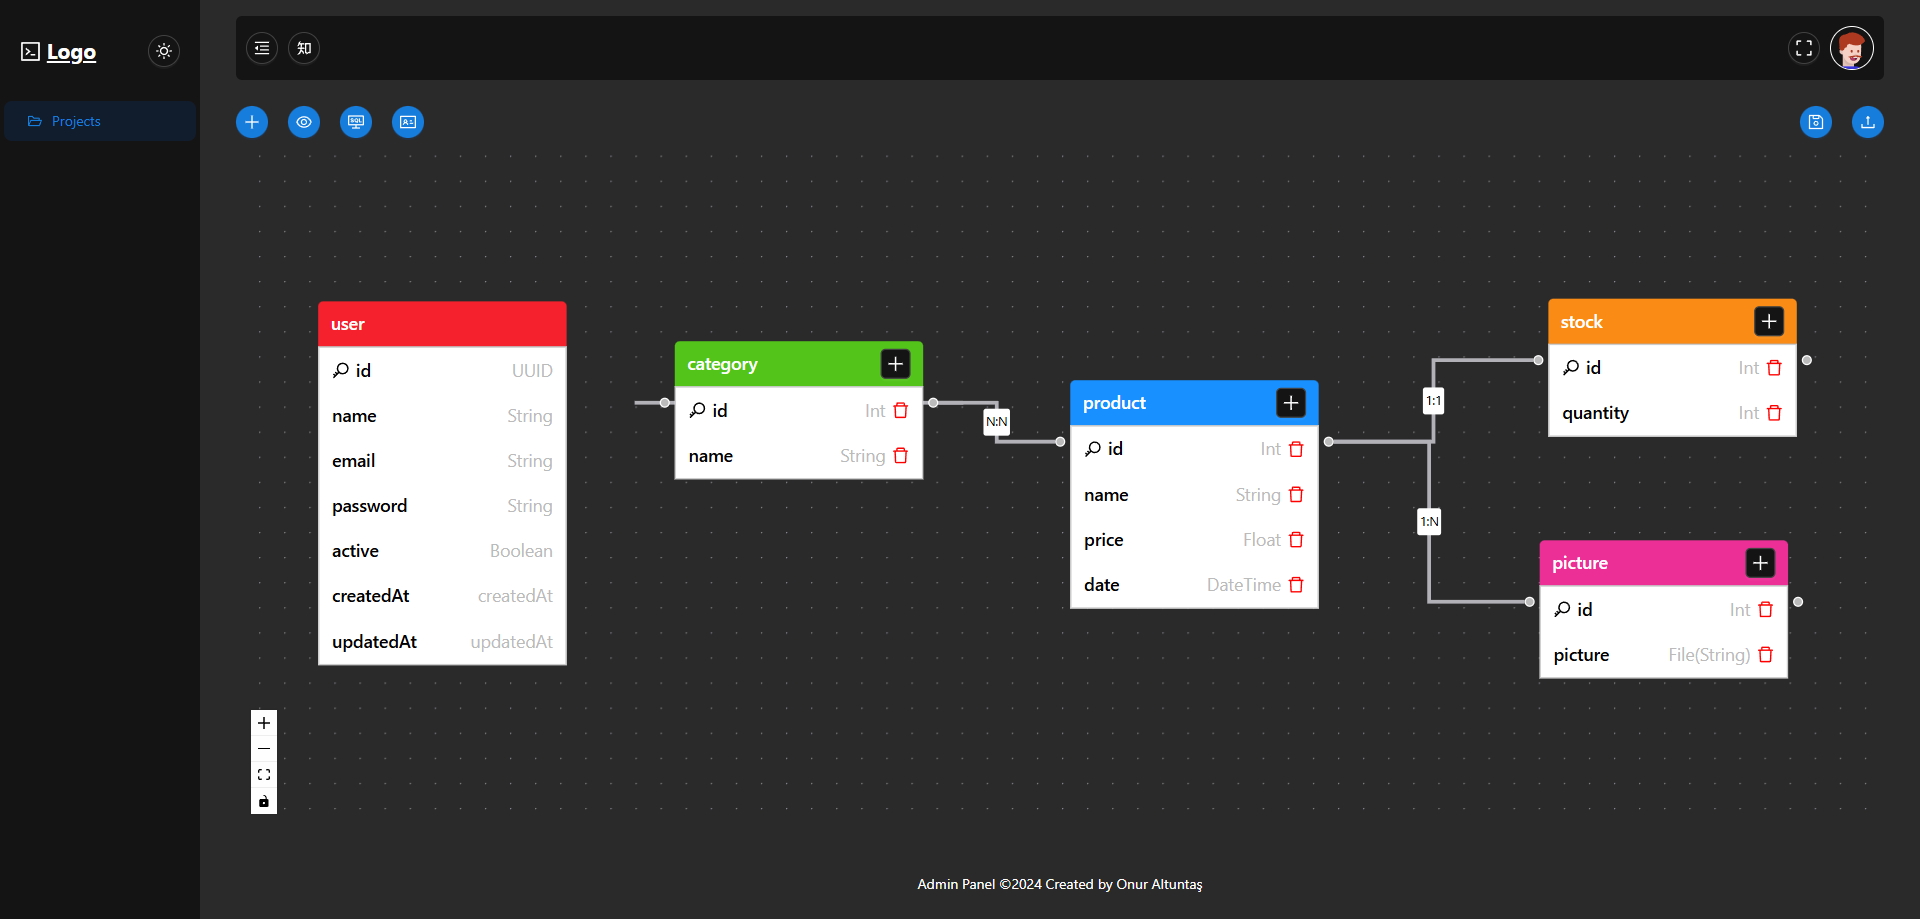 Logo
知
Projects
SQL
user
id UUID
name String
email String
password String
active Boolean
createdAt createdAt
updatedAt updatedAt
category
id Int
name String
N:N
product
id Int
name String
price Float
date DateTime
1:1
1:N
stock
id Int
quantity Int
picture
id Int
picture File(String)
Admin Panel ©2024 Created by Onur Altuntaş